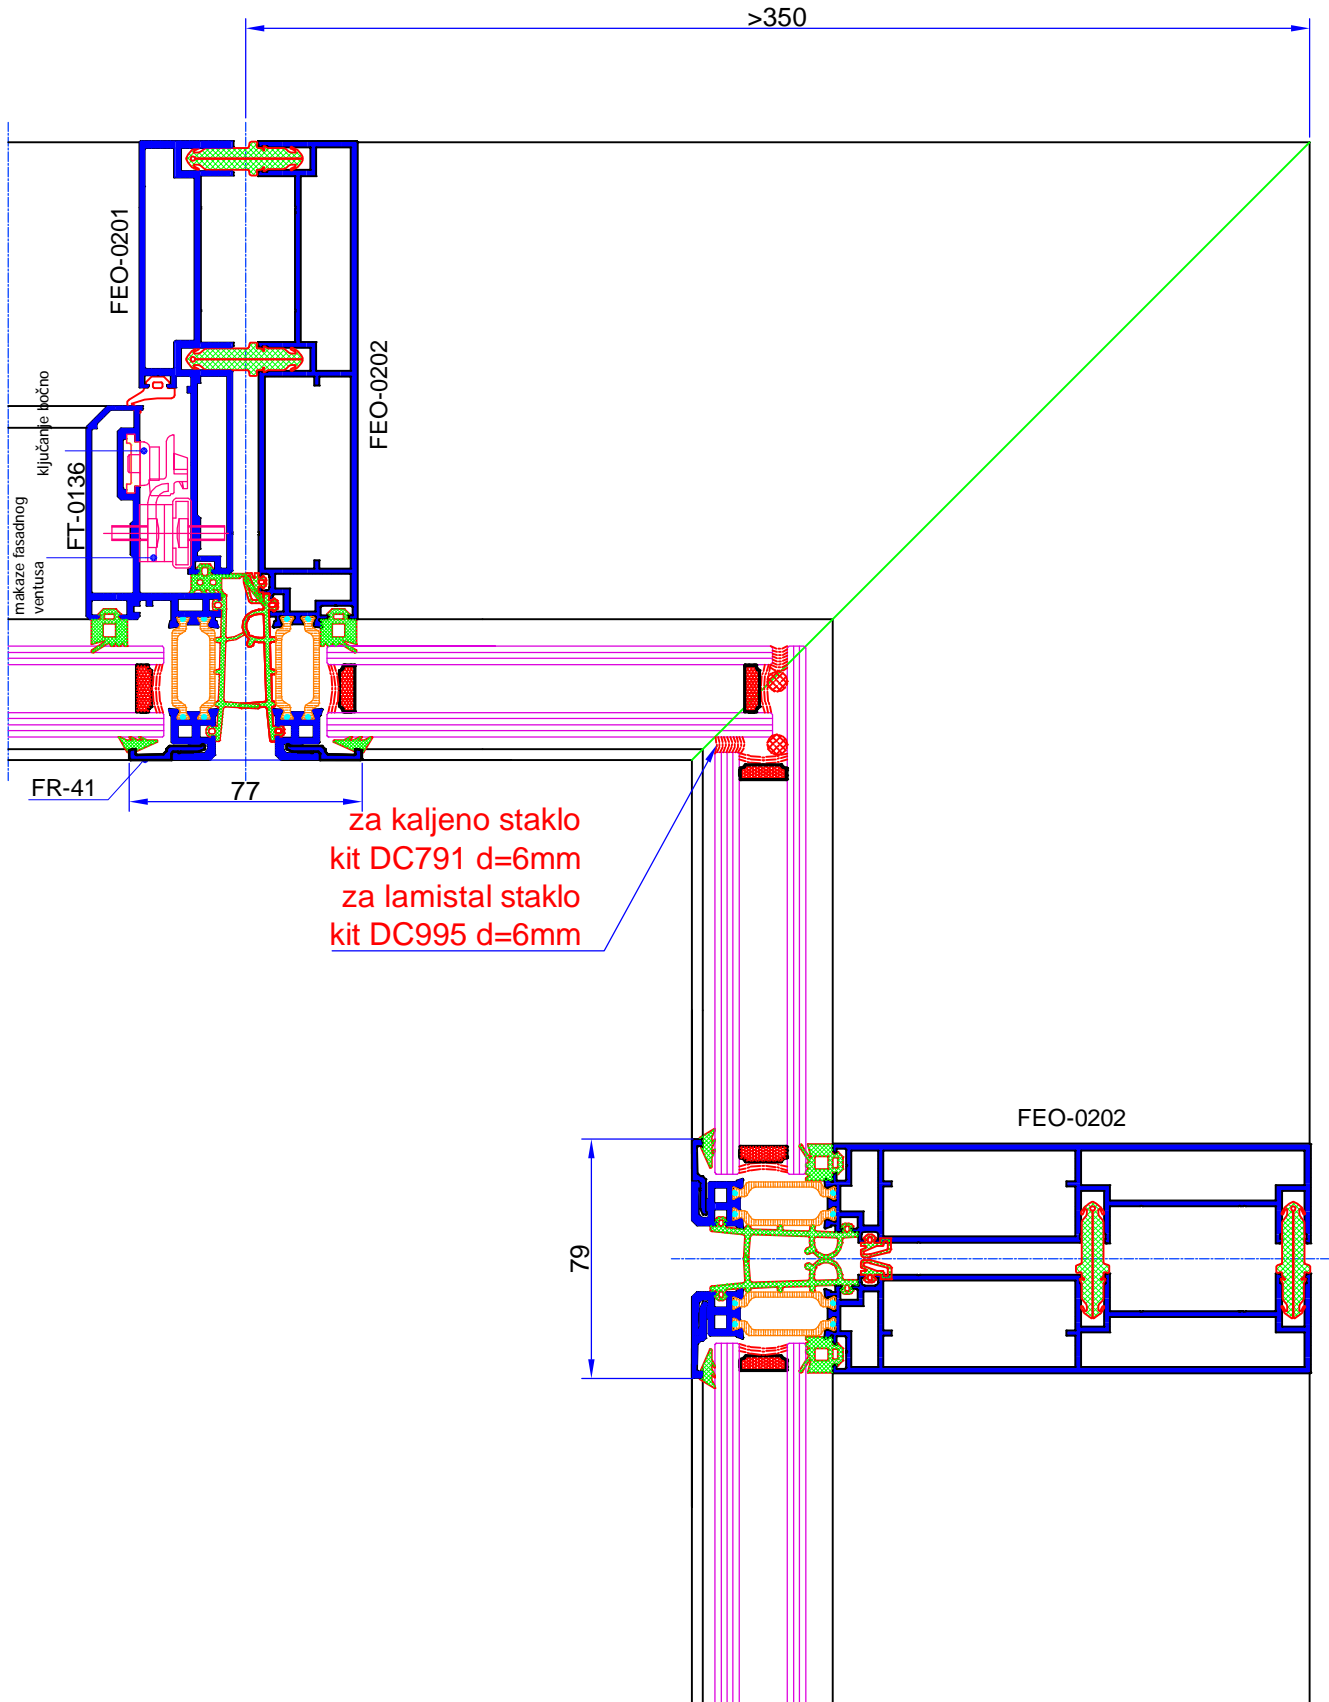 >350
FEO-0201
FEO-0202
ključanje bočno
FT-0136
makaze fasadnog
ventusa
FR-41
77
za kaljeno staklo
kit DC791 d=6mm
za lamistal staklo
kit DC995 d=6mm
FEO-0202
79